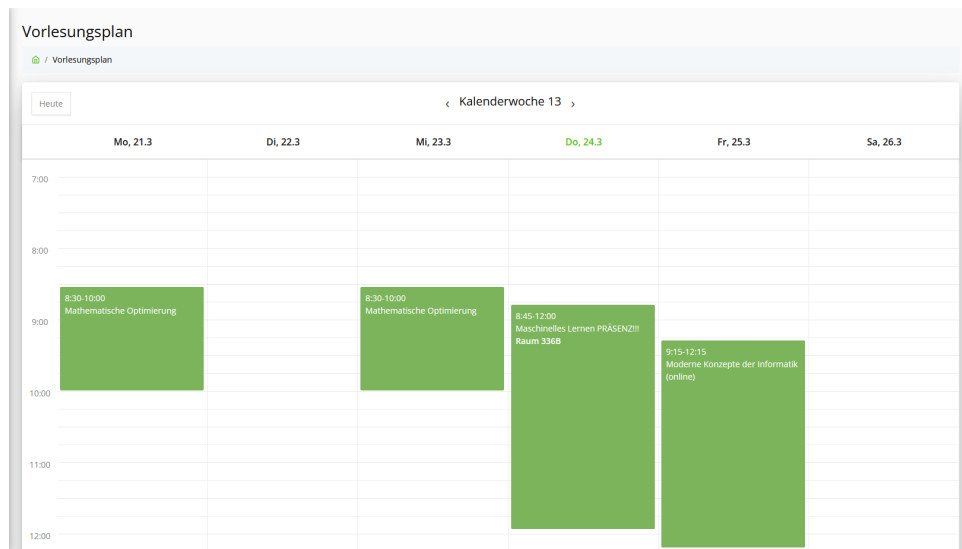 Vorlesungsplan
/ Vorlesungsplan
Heute
‹ Kalenderwoche 13 ›
Mo, 21.3 Di, 22.3 Mi, 23.3 Do, 24.3 Fr, 25.3 Sa, 26.3
7:00
8:00
8:30-10:00
Mathematische Optimierung
8:30-10:00
Mathematische Optimierung
8:45-12:00
Maschinelles Lernen PRÄSENZ!!!
Raum 336B
9:00
9:15-12:15
Moderne Konzepte der Informatik
(online)
10:00
11:00
12:00